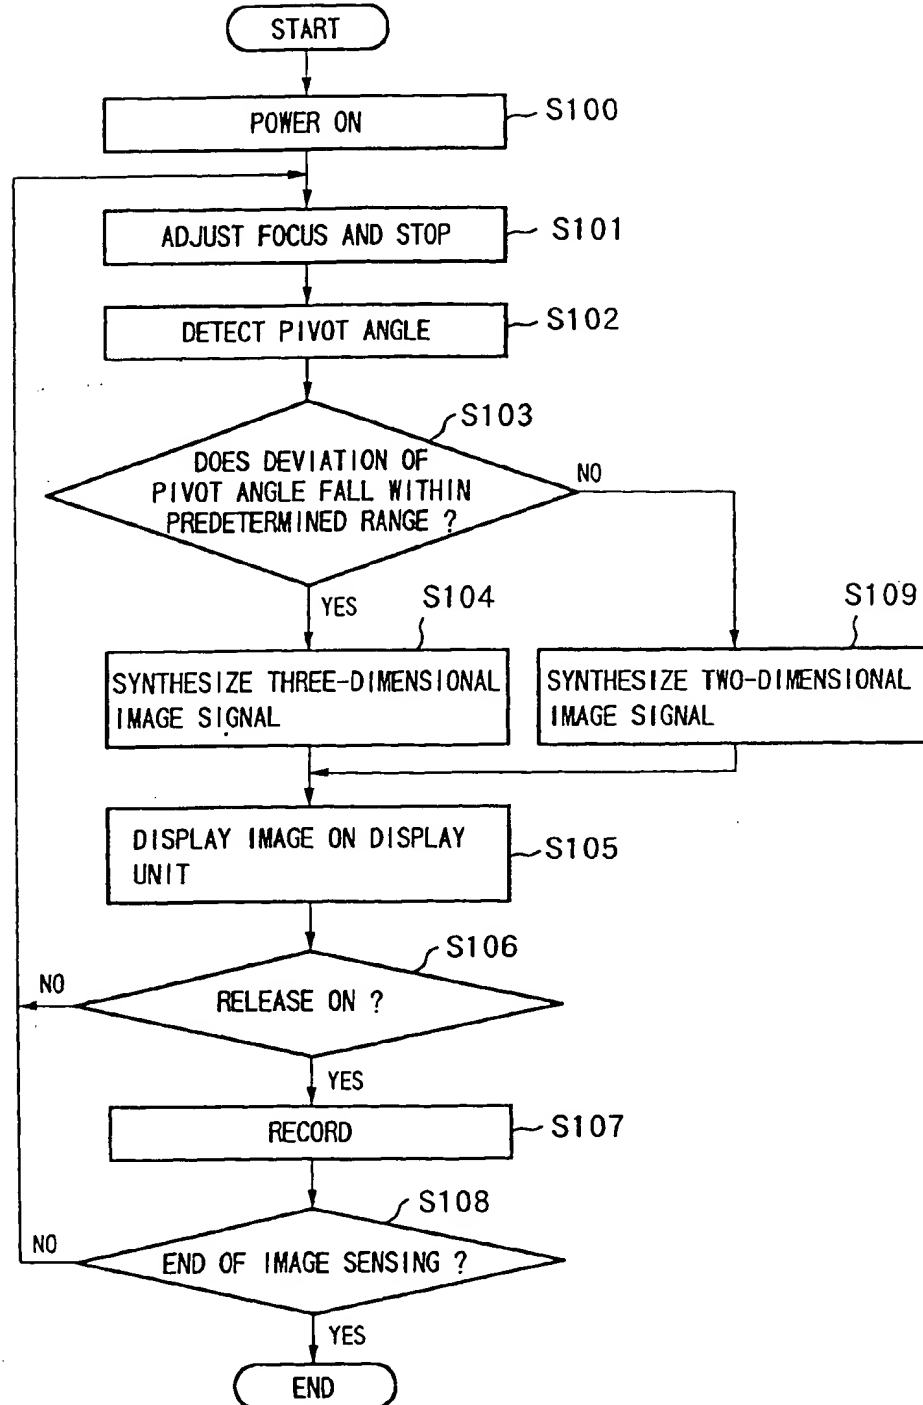 START
POWER ON
S100
ADJUST FOCUS AND STOP
S101
DETECT PIVOT ANGLE
S102
S103
DOES DEVIATION OF
PIVOT ANGLE FALL WITHIN
PREDETERMINED RANGE ?
NO
YES
S104
S109
SYNTHESIZE THREE-DIMENSIONAL
IMAGE SIGNAL
SYNTHESIZE TWO-DIMENSIONAL
IMAGE SIGNAL
DISPLAY IMAGE ON DISPLAY
UNIT
S105
S106
NO
RELEASE ON ?
YES
RECORD
S107
S108
NO
END OF IMAGE SENSING ?
YES
END